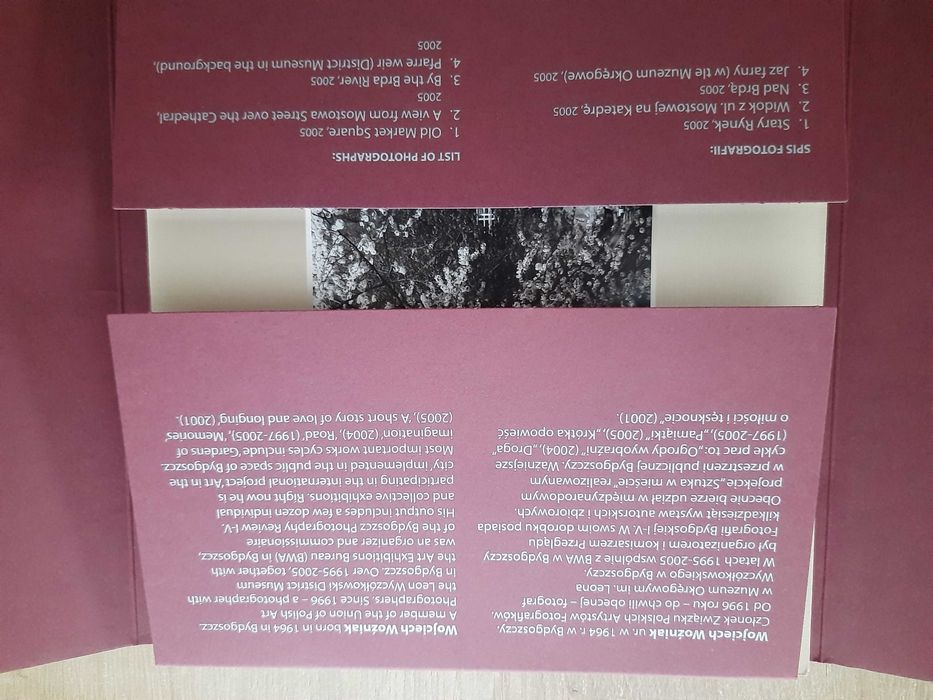 Wojciech Woźniak ur. w 1964 r. w Bydgoszczy.
Członek Związku Polskich Artystów Fotografików.
Od 1996 roku – do chwili obecnej – fotograf
w Muzeum Okręgowym im. Leona
Wyczółkowskiego w Bydgoszczy.
W latach 1995-2005 wspólnie z BWA w Bydgoszczy
był organizatorem i komisarzem Przeglądu
Fotografii Bydgoskiej I-V. W swoim dorobku posiada
kilkadziesiąt wystaw autorskich i zbiorowych.
Obecnie bierze udział w międzynarodowym
projekcie „Sztuka w mieście” realizowanym
w przestrzeni publicznej Bydgoszczy. Ważniejsze
cykle prac to: „Ogrody wyobraźni” (2004), „Droga”
(1997-2005), „Pamiątki” (2005), „Krótka opowieść
o miłości i tęsknocie” (2001).
Wojciech Woźniak born in 1964 in Bydgoszcz.
A member of the Union of Polish Art
Photographers. Since 1996 – a photographer with
the Leon Wyczółkowski District Museum
in Bydgoszcz. Over 1995-2005, together with
the Art Exhibitions Bureau (BWA) in Bydgoszcz,
was an organizer and commissionaire
of the Bydgoszcz Photography Review I-V.
His output includes a few dozen individual
and collective exhibitions. Right now he is
participating in the international project 'Art in the
city' implemented in the public space of Bydgoszcz.
Most important works cycles include 'Gardens of
imagination' (2004), 'Road' (1997-2005), 'Memories'
(2005), 'A short story of love and longing' (2001).
SPIS FOTOGRAFII:
1. Stary Rynek, 2005
2. Widok z ul. Mostowej na Katedrę, 2005
3. Nad Brdą, 2005
4. Jaz farny (w tle Muzeum Okręgowe), 2005
LIST OF PHOTOGRAPHS:
1. Old Market Square, 2005
2. A view from Mostowa Street over the Cathedral,
2005
3. By the Brda River, 2005
4. Pfarre weir (District Museum in the background),
2005